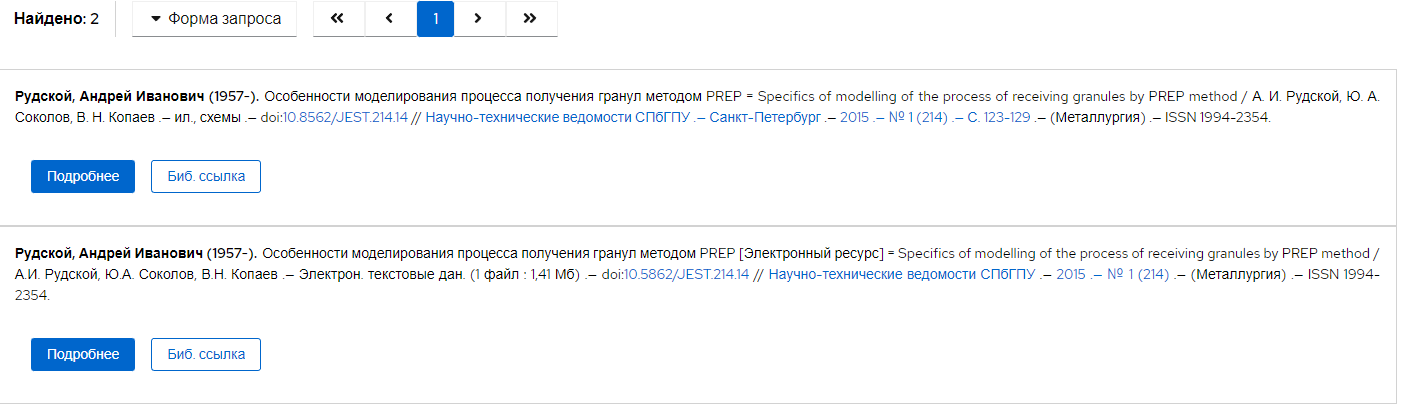 Найдено: 2 Форма запроса « ‹ 1 › »
Рудской, Андрей Иванович (1957-). Особенности моделирования процесса получения гранул методом PREP = Specifics of modelling of the process of receiving granules by PREP method / А. И. Рудской, Ю. А.
Соколов, В. Н. Копаев .— ил., схемы .— doi:10.8562/JEST.214.14 // Научно-технические ведомости СПбГПУ .— Санкт-Петербург .— 2015 .— № 1 (214) .— С. 123-129 .— (Металлургия) .— ISSN 1994-2354.
Подробнее Биб. ссылка
Рудской, Андрей Иванович (1957-). Особенности моделирования процесса получения гранул методом PREP [Электронный ресурс] = Specifics of modelling of the process of receiving granules by PREP method /
А.И. Рудской, Ю.А. Соколов, В.Н. Копаев .— Электрон. текстовые дан. (1 файл : 1,41 Мб) .— doi:10.5862/JEST.214.14 // Научно-технические ведомости СПбГПУ .— 2015 .— № 1 (214) .— (Металлургия) .— ISSN 1994-
2354.
Подробнее Биб. ссылка